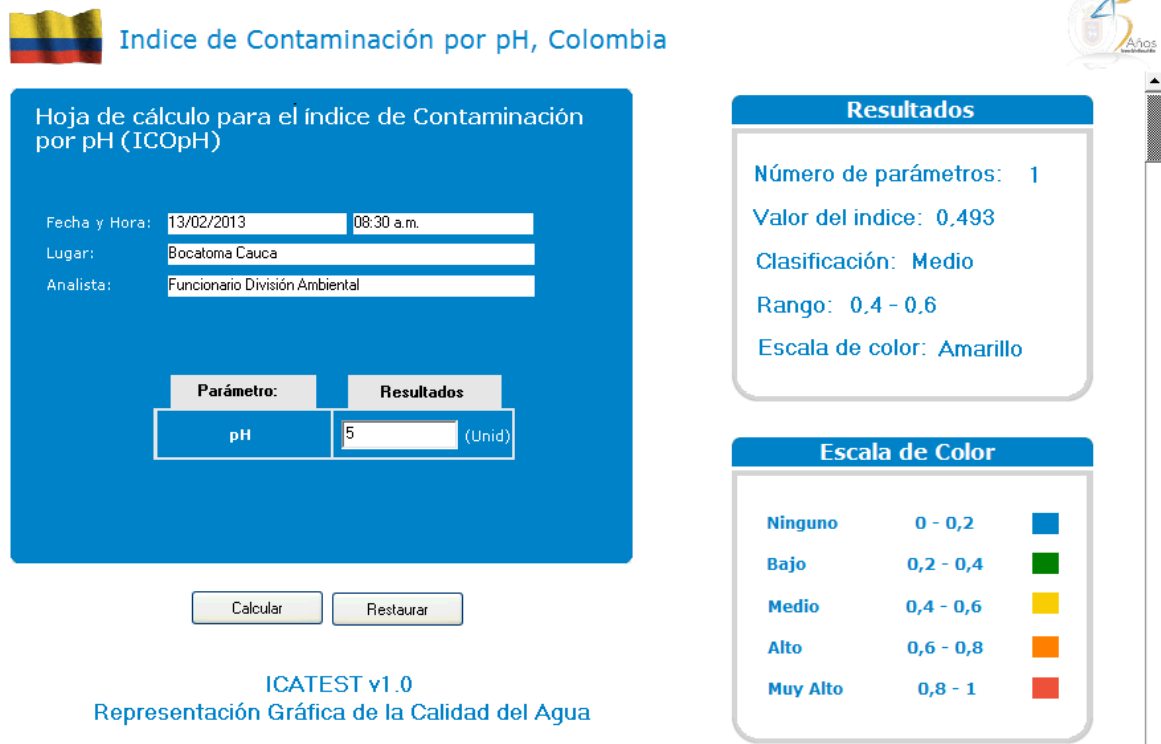 Indice de Contaminación por pH, Colombia
Años
Hoja de cálculo para el índice de Contaminación
por pH (ICOpH)
Fecha y Hora: 13/02/2013 08:30 a.m.
Lugar: Bocatoma Cauca
Analista: Funcionario División Ambiental
Parámetro: Resultados
pH 5 (Unid)
Calcular Restaurar
ICATEST v1.0
Representación Gráfica de la Calidad del Agua
Resultados
Número de parámetros: 1
Valor del indice: 0,493
Clasificación: Medio
Rango: 0,4 - 0,6
Escala de color: Amarillo
Escala de Color
Ninguno 0 - 0,2
Bajo 0,2 - 0,4
Medio 0,4 - 0,6
Alto 0,6 - 0,8
Muy Alto 0,8 - 1